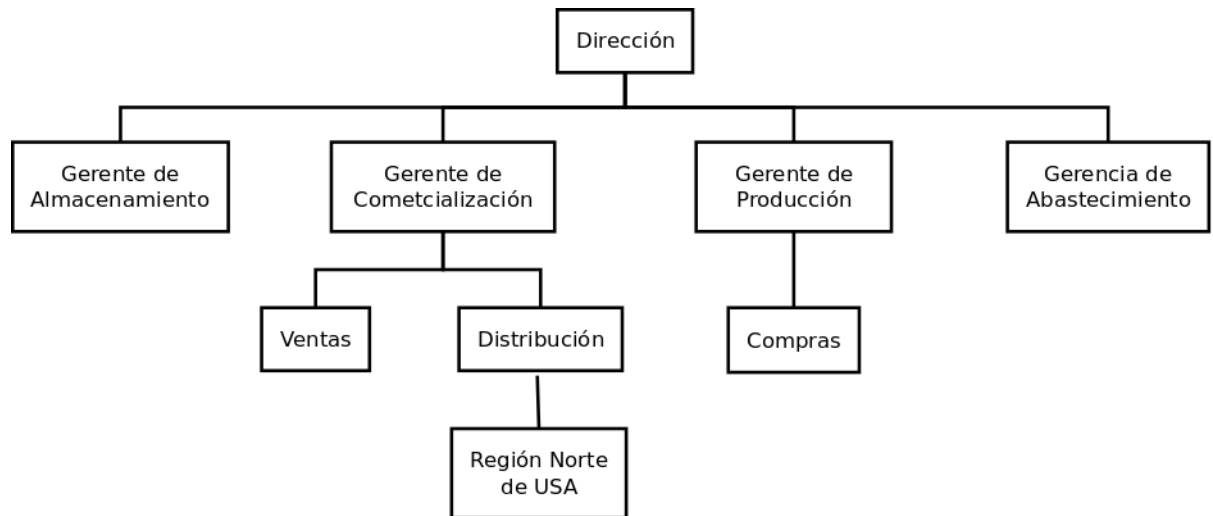 Dirección
Gerente de
Almacenamiento
Gerente de
Cometcialización
Gerente de
Producción
Gerencia de
Abastecimiento
Ventas
Distribución
Compras
Región Norte
de USA